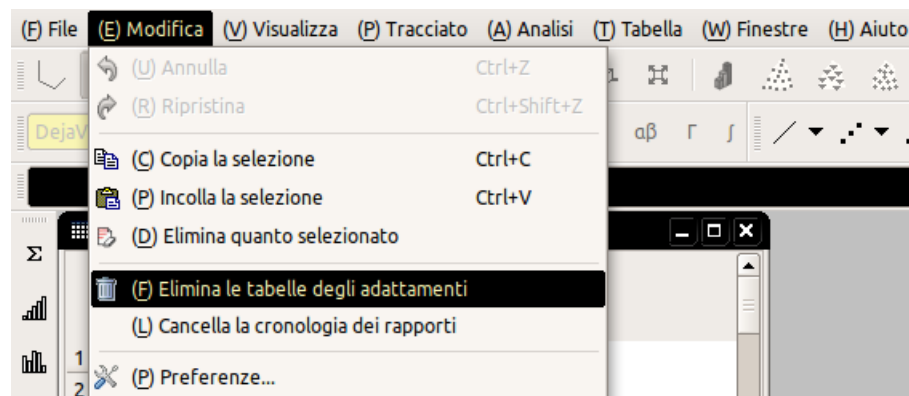 (F) File (E) Modifica (V) Visualizza (P) Tracciato (A) Analisi (T) Tabella (W) Finestre (H) Aiuto
(U) Annulla Ctrl+Z
(R) Ripristina Ctrl+Shift+Z
DejaV αβ Γ ∫
(C) Copia la selezione Ctrl+C
(P) Incolla la selezione Ctrl+V
(D) Elimina quanto selezionato
Σ
(F) Elimina le tabelle degli adattamenti
(L) Cancella la cronologia dei rapporti
1
(P) Preferenze...
2